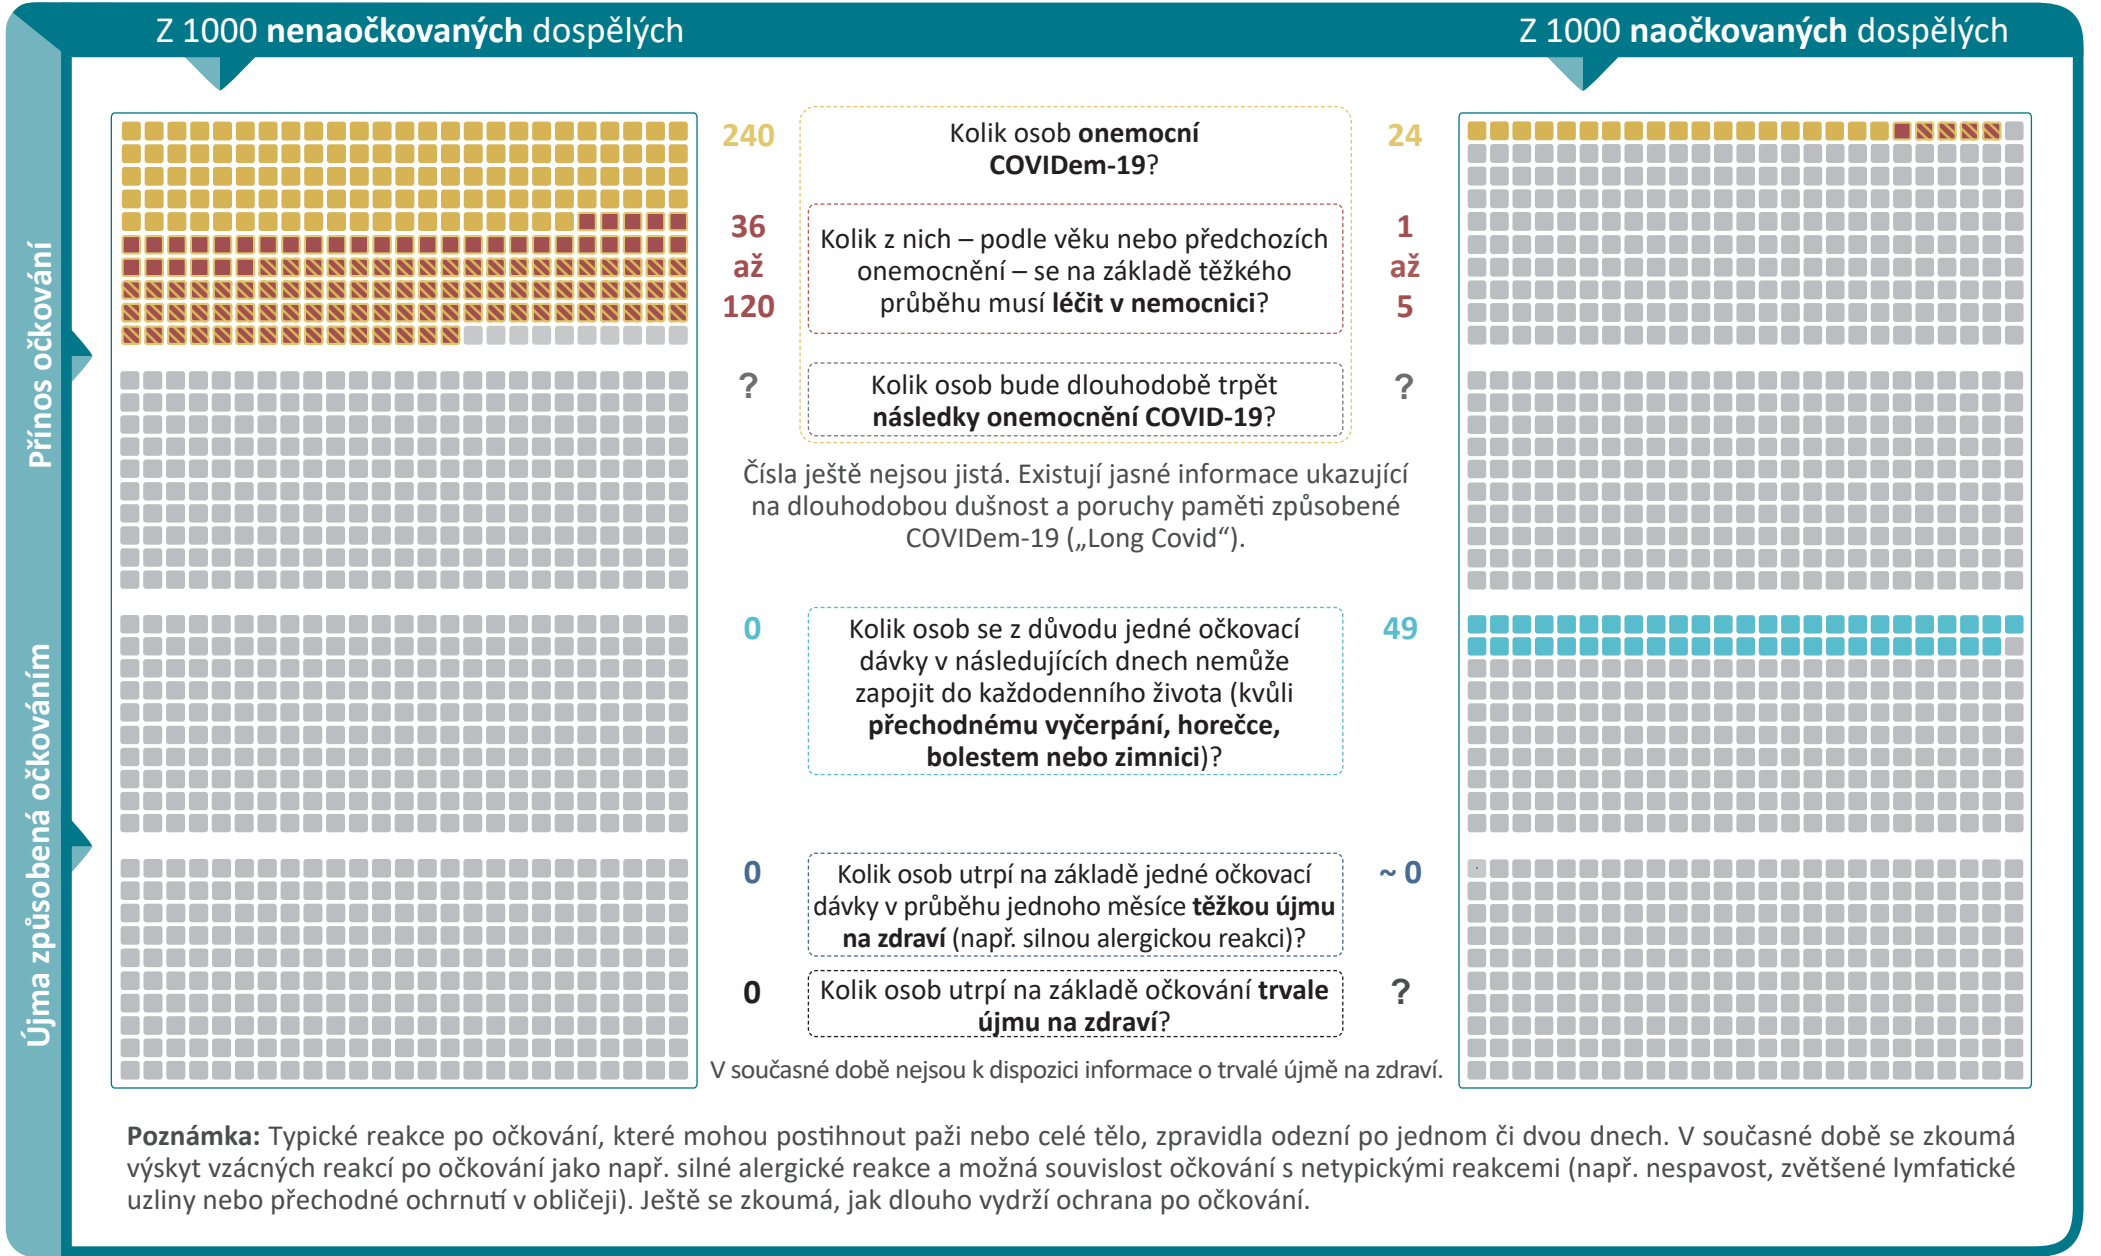 Z 1000 nenaočkovaných dospělých
Z 1000 naočkovaných dospělých
Přínos očkování
240
Kolik osob onemocní
COVIDem-19?
24
36
až
120
Kolik z nich – podle věku nebo předchozích
onemocnění – se na základě těžkého
průběhu musí léčit v nemocnici?
1
až
5
?
Kolik osob bude dlouhodobě trpět
následky onemocnění COVID-19?
?
Čísla ještě nejsou jistá. Existují jasné informace ukazující
na dlouhodobou dušnost a poruchy paměti způsobené
COVIDem-19 („Long Covid“).
Újma způsobená očkováním
0
Kolik osob se z důvodu jedné očkovací
dávky v následujících dnech nemůže
zapojit do každodenního života (kvůli
přechodnému vyčerpání, horečce,
bolestem nebo zimnici)?
49
0
Kolik osob utrpí na základě jedné očkovací
dávky v průběhu jednoho měsíce těžkou újmu
na zdraví (např. silnou alergickou reakci)?
~ 0
0
Kolik osob utrpí na základě očkování trvale
újmu na zdraví?
?
V současné době nejsou k dispozici informace o trvalé újmě na zdraví.
Poznámka: Typické reakce po očkování, které mohou postihnout paži nebo celé tělo, zpravidla odezní po jednom či dvou dnech. V současné době se zkoumá
výskyt vzácných reakcí po očkování jako např. silné alergické reakce a možná souvislost očkování s netypickými reakcemi (např. nespavost, zvětšené lymfatické
uzliny nebo přechodné ochrnutí v obličeji). Ještě se zkoumá, jak dlouho vydrží ochrana po očkování.